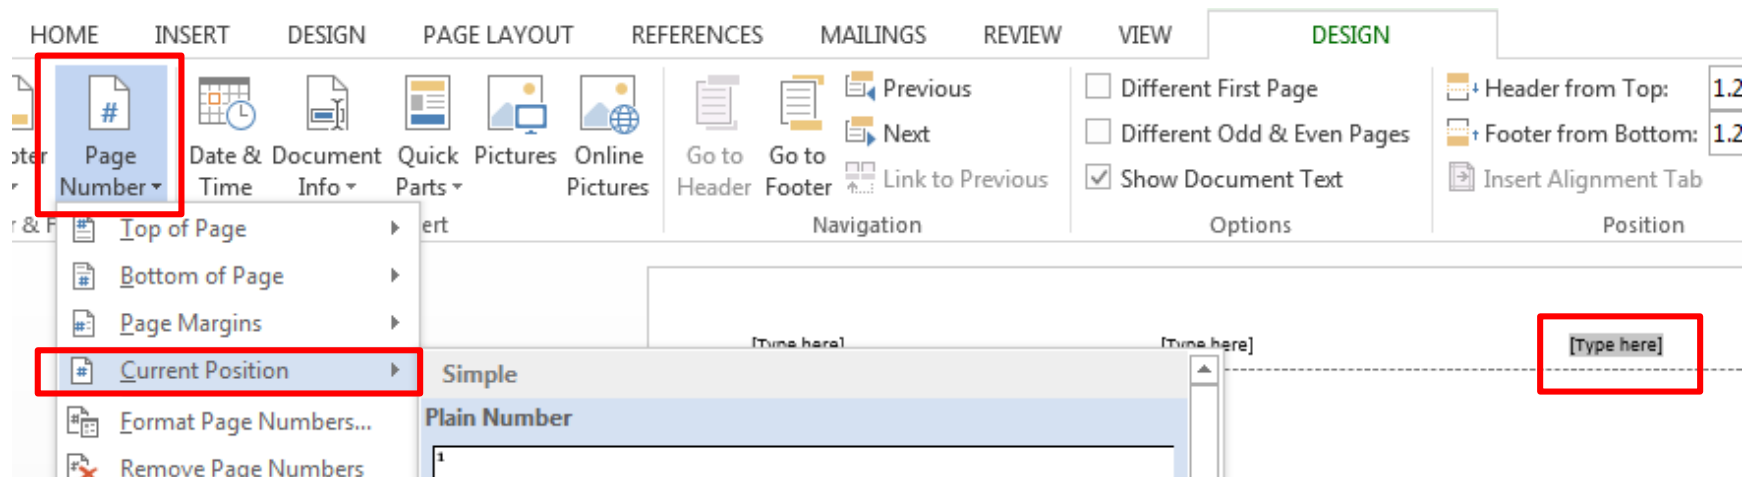 HOME INSERT DESIGN PAGE LAYOUT REFERENCES MAILINGS REVIEW VIEW DESIGN
Previous Different First Page Header from Top: 1.2
# Next Different Odd & Even Pages Footer from Bottom: 1.2
Page Date & Document Quick Pictures Online Go to Go to
Number Time Info Parts Pictures Header Footer Link to Previous Show Document Text Insert Alignment Tab
Navigation Options Position
Top of Page
Bottom of Page
Page Margins
[Type here] [Type here] [Type here]
Current Position Simple
Format Page Numbers... Plain Number
Remove Page Numbers 1